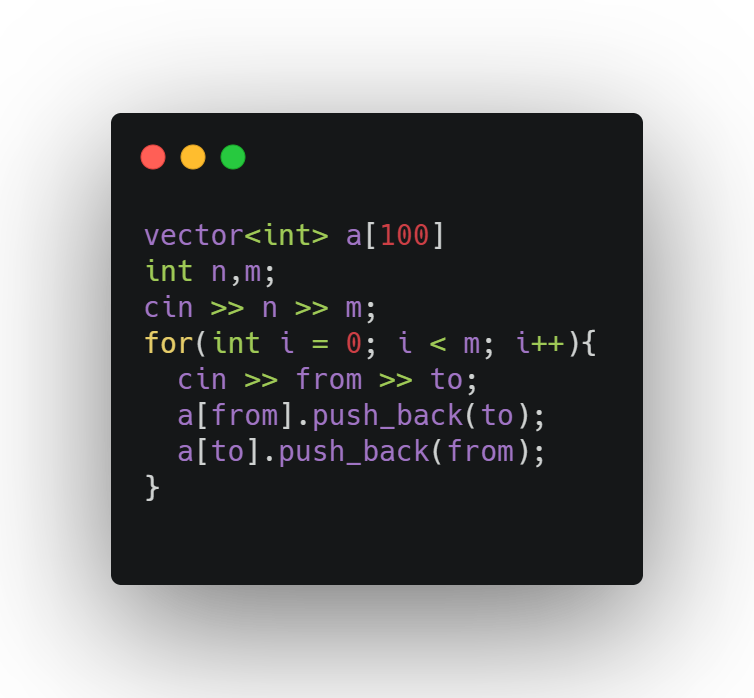 vector<int> a[100]
int n,m;
cin >> n >> m;
for(int i = 0; i < m; i++){
  cin >> from >> to;
  a[from].push_back(to);
  a[to].push_back(from);
}